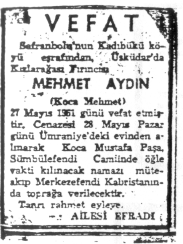 VEFAT
Safranbolu'nun Kadıbükü kö-
yü eşrafından, Üsküdar'da
Kızlarağası Fırıncısı
MEHMET AYDIN
(Koca Mehmet)
27 Mayıs 1961 günü vefat etmiş-
tir. Cenazesi 28 Mayıs Pazar
günü Ümraniye'deki evinden a-
lınarak Koca Mustafa Paşa,
Sümbülefendi Camiinde öğle
vakti kılınacak namazı müte-
akıp Merkezefendi Kabristanın-
da toprağa verilecektir.
Tanrı rahmet eyleye.
AİLESİ EFRADI